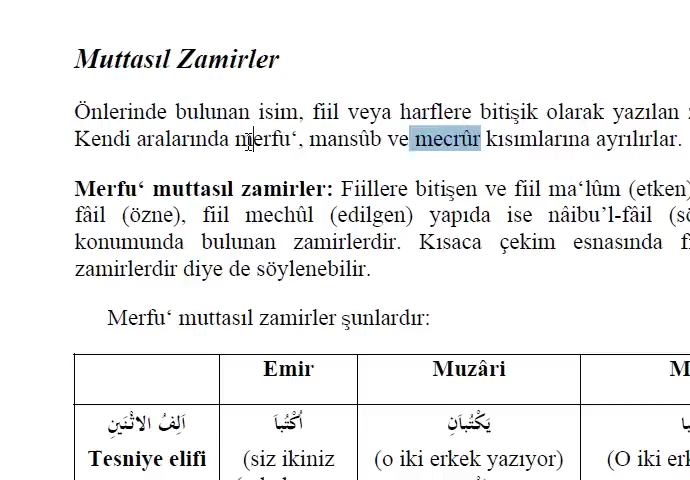 Muttasıl Zamirler
Önlerinde bulunan isim, fiil veya harflere bitişik olarak yazılan
Kendi aralarında merfu‘, mansûb ve mecrûr kısımlarına ayrılırlar.
Merfu‘ muttasıl zamirler: Fiillere bitişen ve fiil ma‘lûm (etken)
fâil (özne), fiil mechûl (edilgen) yapıda ise nâibu’l-fâil (sö
konumunda bulunan zamirlerdir. Kısaca çekim esnasında f
zamirlerdir diye de söylenebilir.
Merfu‘ muttasıl zamirler şunlardır:
Emir Muzâri M
اَلِفُ الاثْنَيْنِ اُكْتُبَا يَكْتُبَانِ
Tesniye elifi (siz ikiniz (o iki erkek yazıyor) (O iki erk